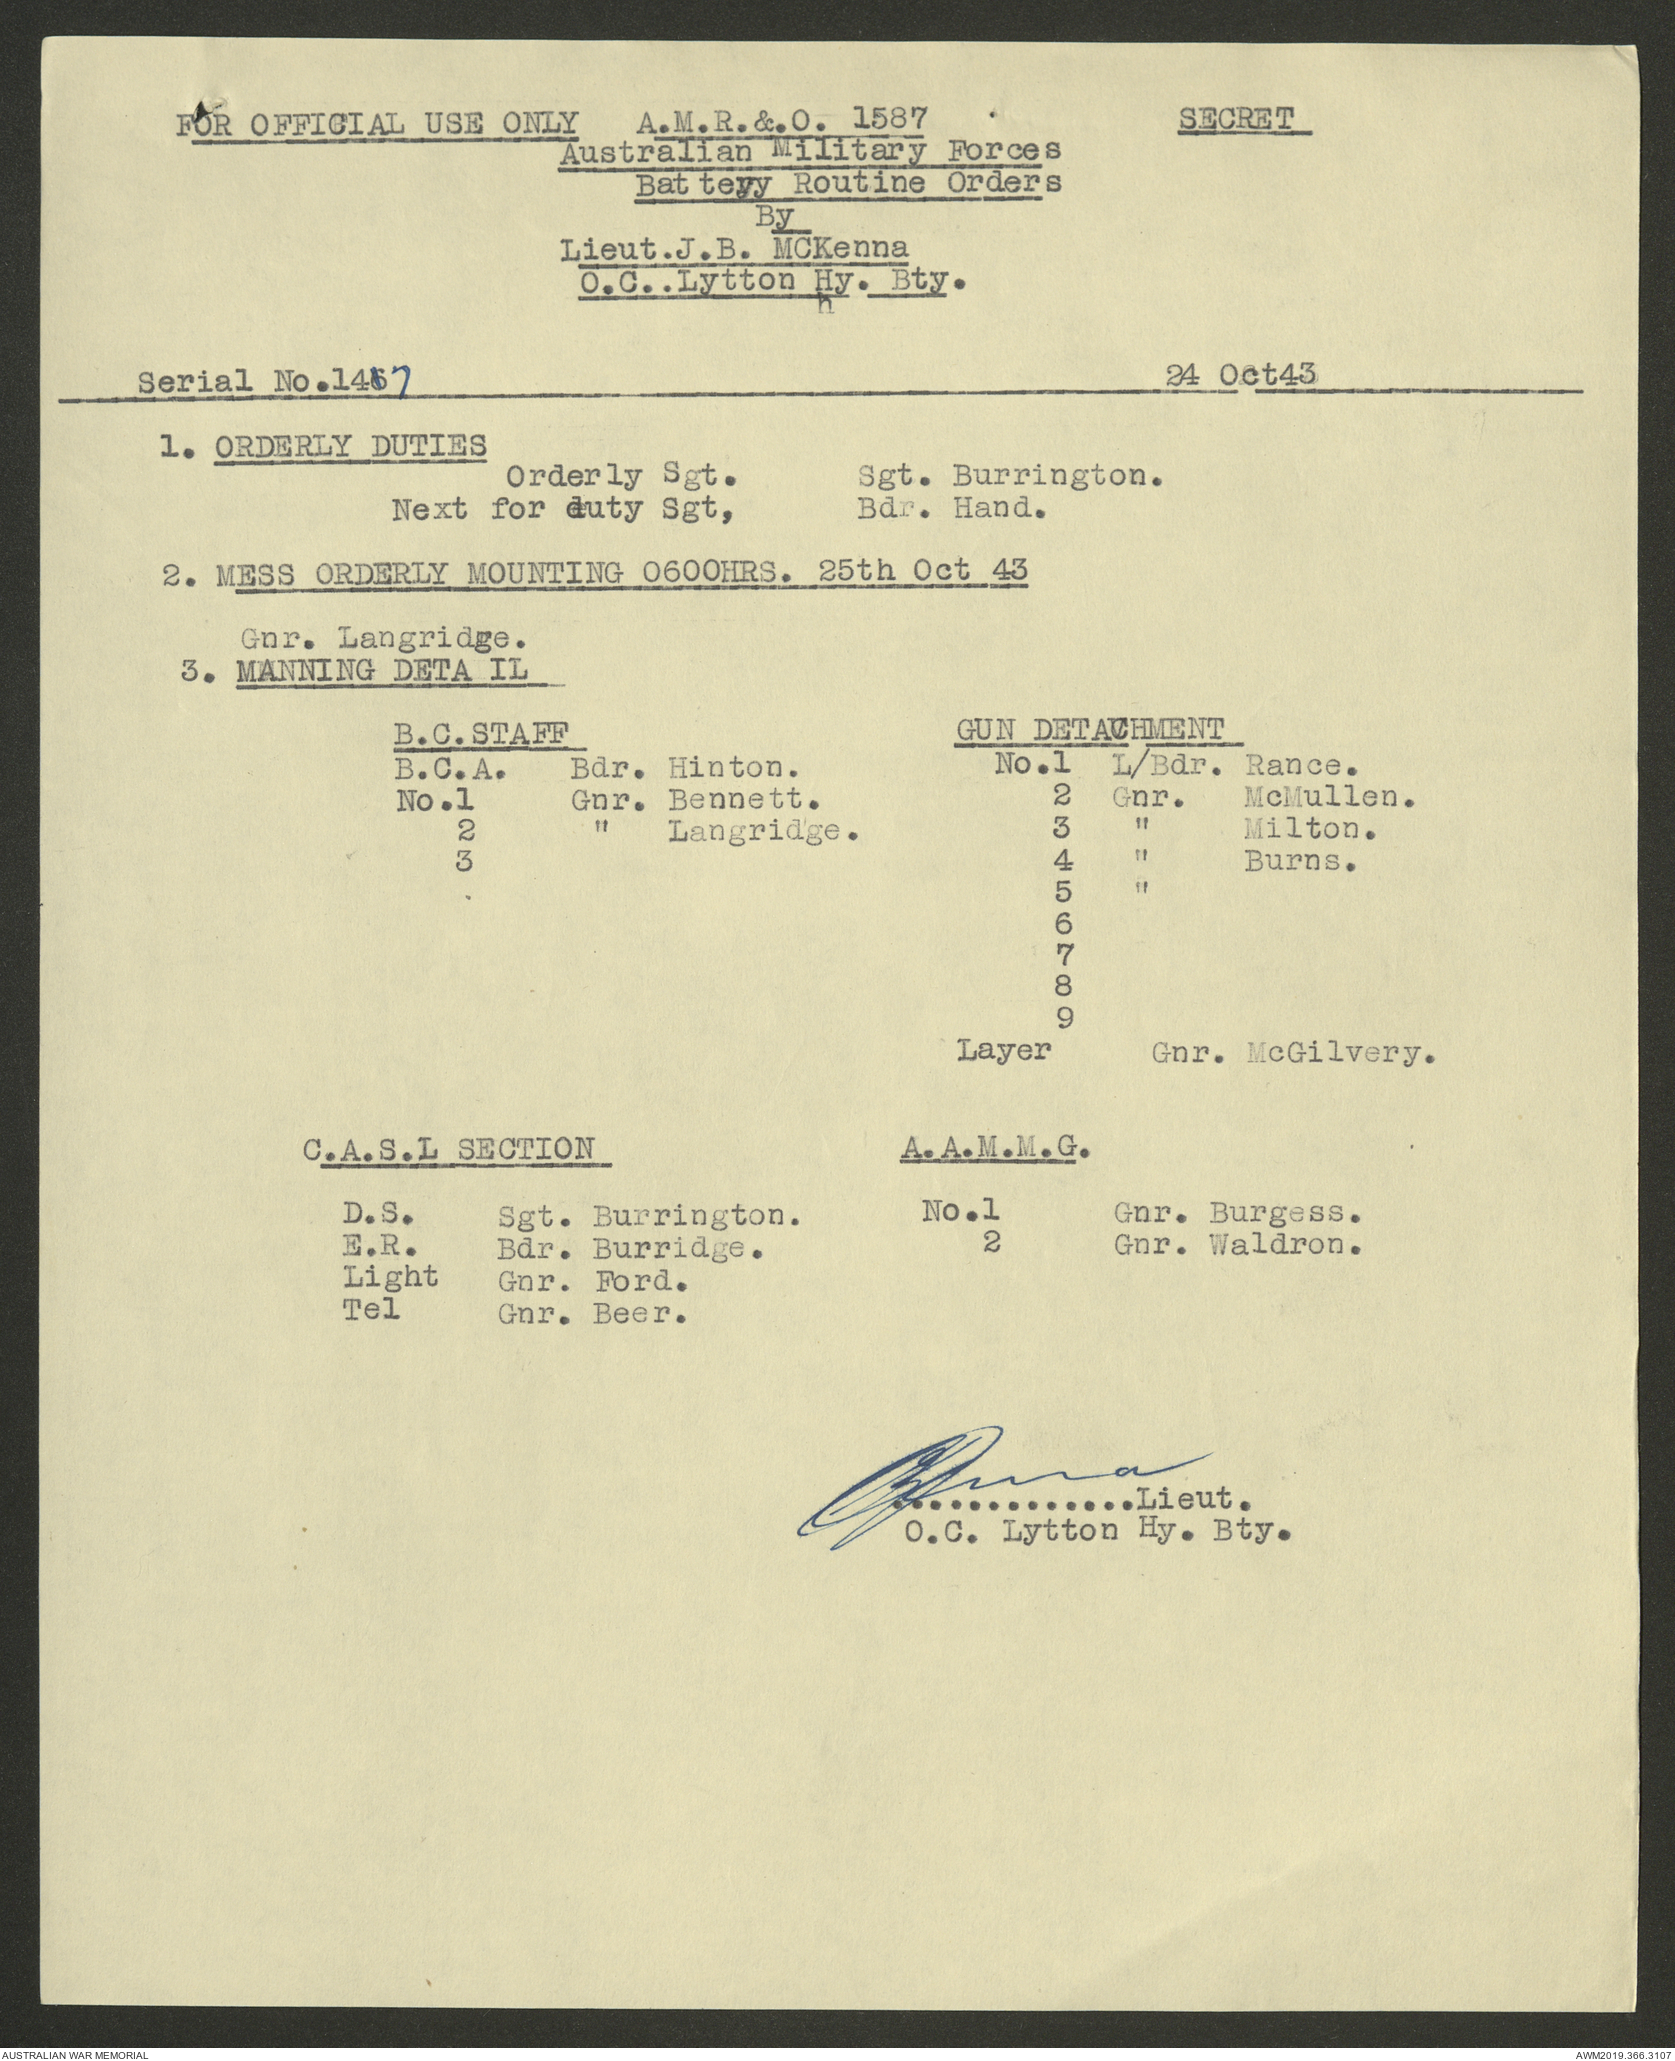 FOR OFFICIAL USE ONLY A.M.R.&.O. 1587 SECRET
Australian Military Forces
Battery Routine Orders
By
Lieut.J.B. MCKenna
O.C..Lytton Hy. Bty.
h
Serial No.1467 24 Oct43
1. ORDERLY DUTIES
Orderly Sgt. Sgt. Burrington.
Next for duty Sgt, Bdr. Hand.
2. MESS ORDERLY MOUNTING 0600HRS. 25th Oct 43
Gnr. Langridge.
3. MANNING DETA IL
B.C.STAFF
B.C.A. Bdr. Hinton.
No.1 Gnr. Bennett.
2 " Langridge.
3
GUN DETACHMENT
No.1 L/Bdr. Rance.
2 Gnr. McMullen.
3 " Milton.
4 " Burns.
5 "
6
7
8
9
Layer Gnr. McGilvery.
C.A.S.L SECTION
D.S. Sgt. Burrington.
E.R. Bdr. Burridge.
Light Gnr. Ford.
Tel Gnr. Beer.
A.A.M.M.G.
No.1 Gnr. Burgess.
2 Gnr. Waldron.
.............Lieut.
O.C. Lytton Hy. Bty.
AUSTRALIAN WAR MEMORIAL AWM2019.366.3107